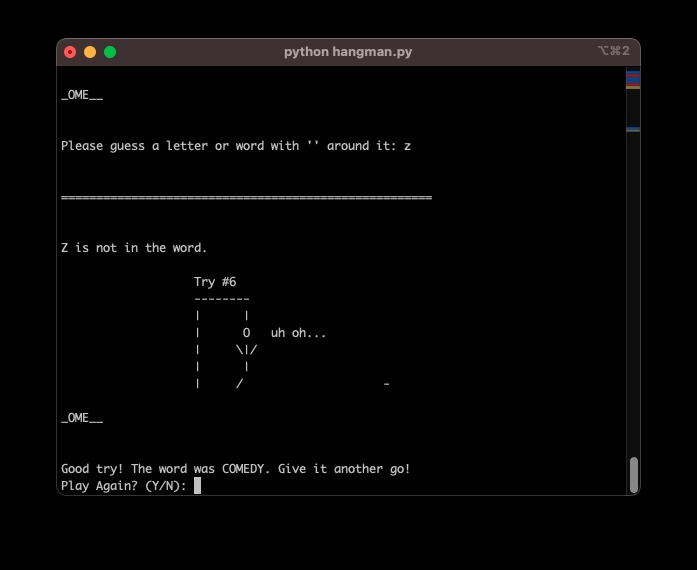 python hangman.py
⌥⌘2
_OME__
Please guess a letter or word with '' around it: z
=====================================================
Z is not in the word.
Try #6
--------
|      |
|      O   uh oh...
|     \|/
|      |
|     /                    -
_OME__
Good try! The word was COMEDY. Give it another go!
Play Again? (Y/N):